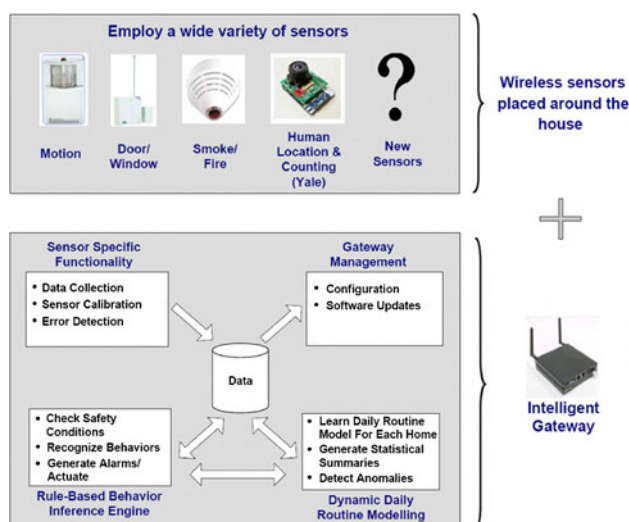 Employ a wide variety of sensors
Motion
Door/
Window
Smoke/
Fire
Human
Location &
Counting
(Yale)
?
New
Sensors
Wireless sensors
placed around the
house
+
Sensor Specific
Functionality
• Data Collection
• Sensor Calibration
• Error Detection
Gateway
Management
• Configuration
• Software Updates
Data
• Check Safety
Conditions
• Recognize Behaviors
• Generate Alarms/
Actuate
Rule-Based Behavior
Inference Engine
• Learn Daily Routine
Model For Each Home
• Generate Statistical
Summaries
• Detect Anomalies
Dynamic Daily
Routine Modelling
Intelligent
Gateway